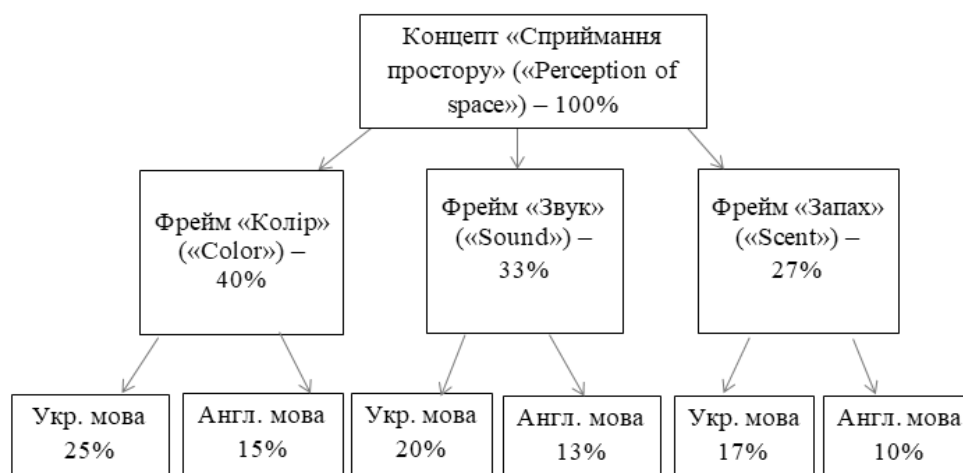 Концепт «Сприймання
простору» («Perception of
space») – 100%
Фрейм «Колір»
(«Color») –
40%
Фрейм «Звук»
(«Sound») –
33%
Фрейм «Запах»
(«Scent») –
27%
Укр. мова
25%
Англ. мова
15%
Укр. мова
20%
Англ. мова
13%
Укр. мова
17%
Англ. мова
10%